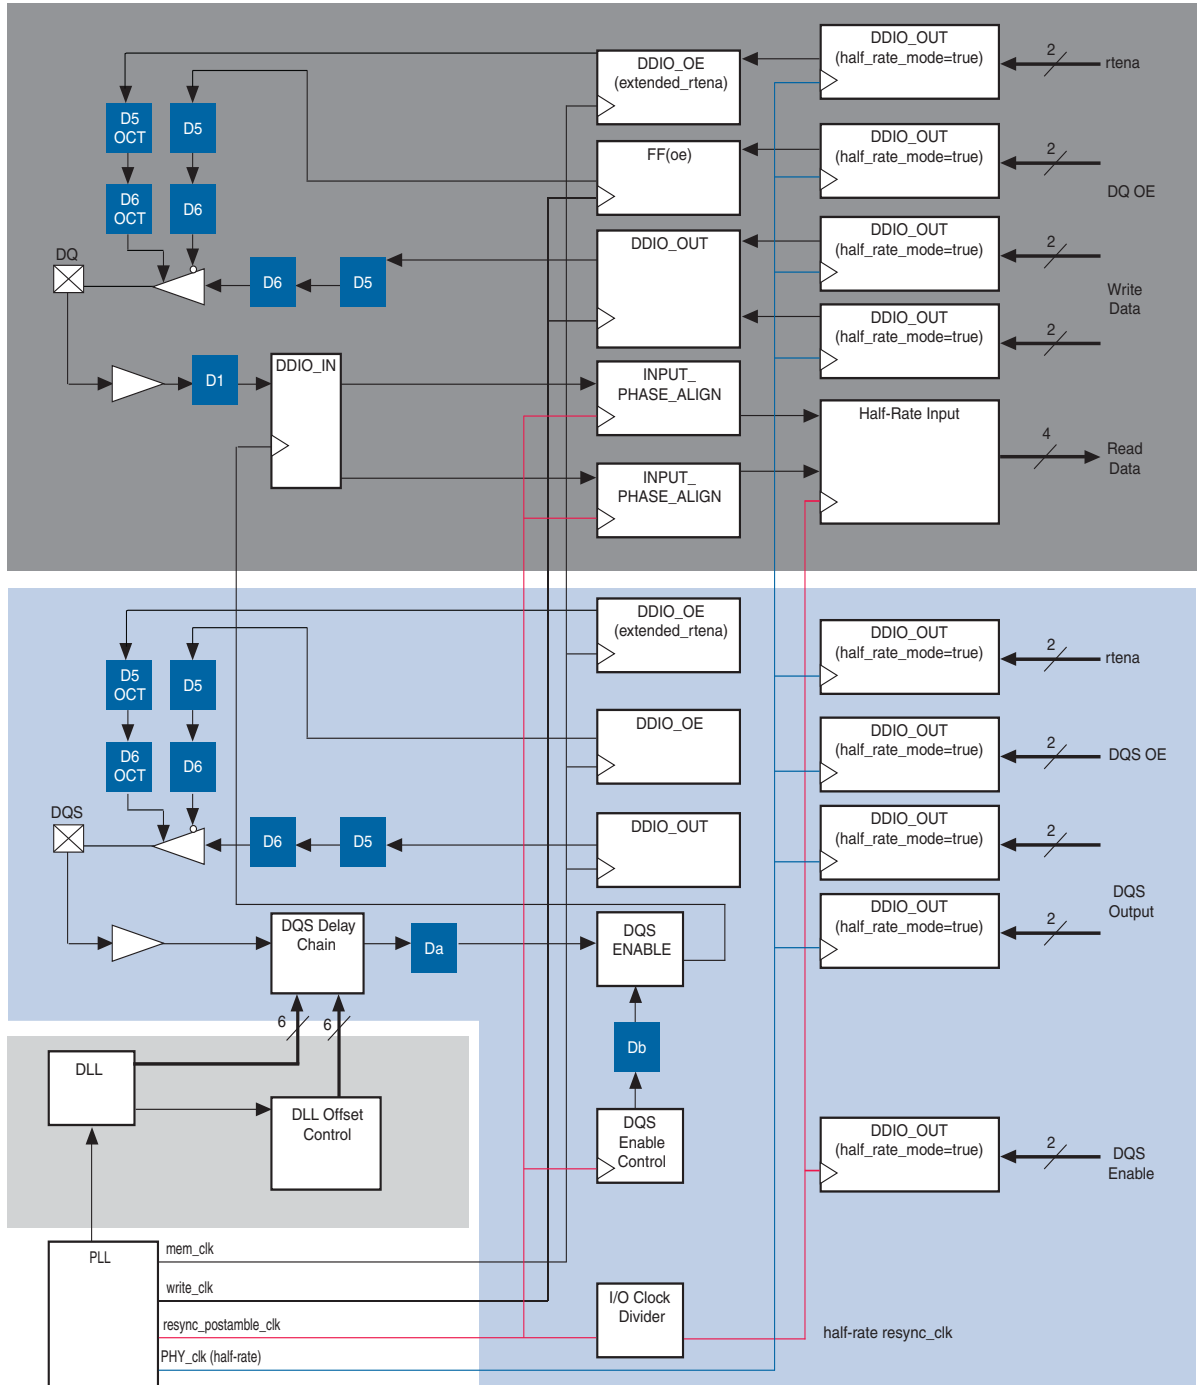 DDIO_OUT
(half_rate_mode=true)
2
rtena
DDIO_OE
(extended_rtena)
D5
OCT
D5
FF(oe)
DDIO_OUT
(half_rate_mode=true)
2
DQ OE
D6
OCT
D6
DDIO_OUT
DDIO_OUT
(half_rate_mode=true)
2
DQ
D6
D5
Write
Data
DDIO_OUT
(half_rate_mode=true)
2
D1
DDIO_IN
INPUT_
PHASE_ALIGN
Half-Rate Input
4
Read
Data
INPUT_
PHASE_ALIGN
DDIO_OE
(extended_rtena)
DDIO_OUT
(half_rate_mode=true)
2
rtena
D5
OCT
D5
DDIO_OE
DDIO_OUT
(half_rate_mode=true)
2
DQS OE
D6
OCT
D6
DQS
D6
D5
DDIO_OUT
DDIO_OUT
(half_rate_mode=true)
2
DQS
Output
DDIO_OUT
(half_rate_mode=true)
2
DQS Delay
Chain
Da
DQS
ENABLE
6
6
Db
DLL
DLL Offset
Control
DQS
Enable
Control
DDIO_OUT
(half_rate_mode=true)
2
DQS
Enable
PLL
mem_clk
write_clk
resync_postamble_clk
PHY_clk (half-rate)
I/O Clock
Divider
half-rate resync_clk